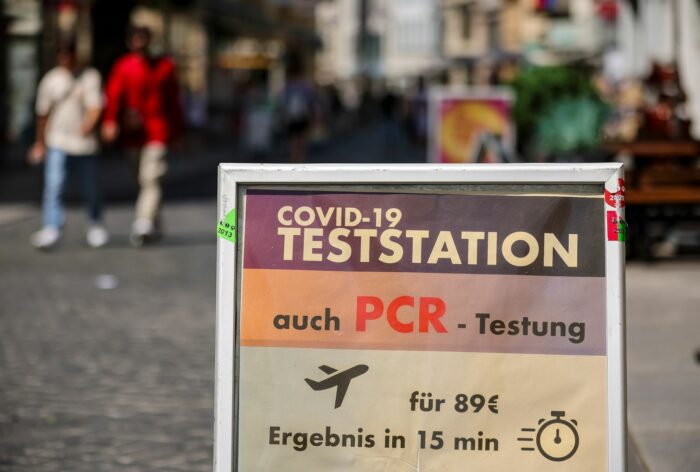 COVID-19
TESTSTATION
auch PCR - Testung
für 89€
Ergebnis in 15 min